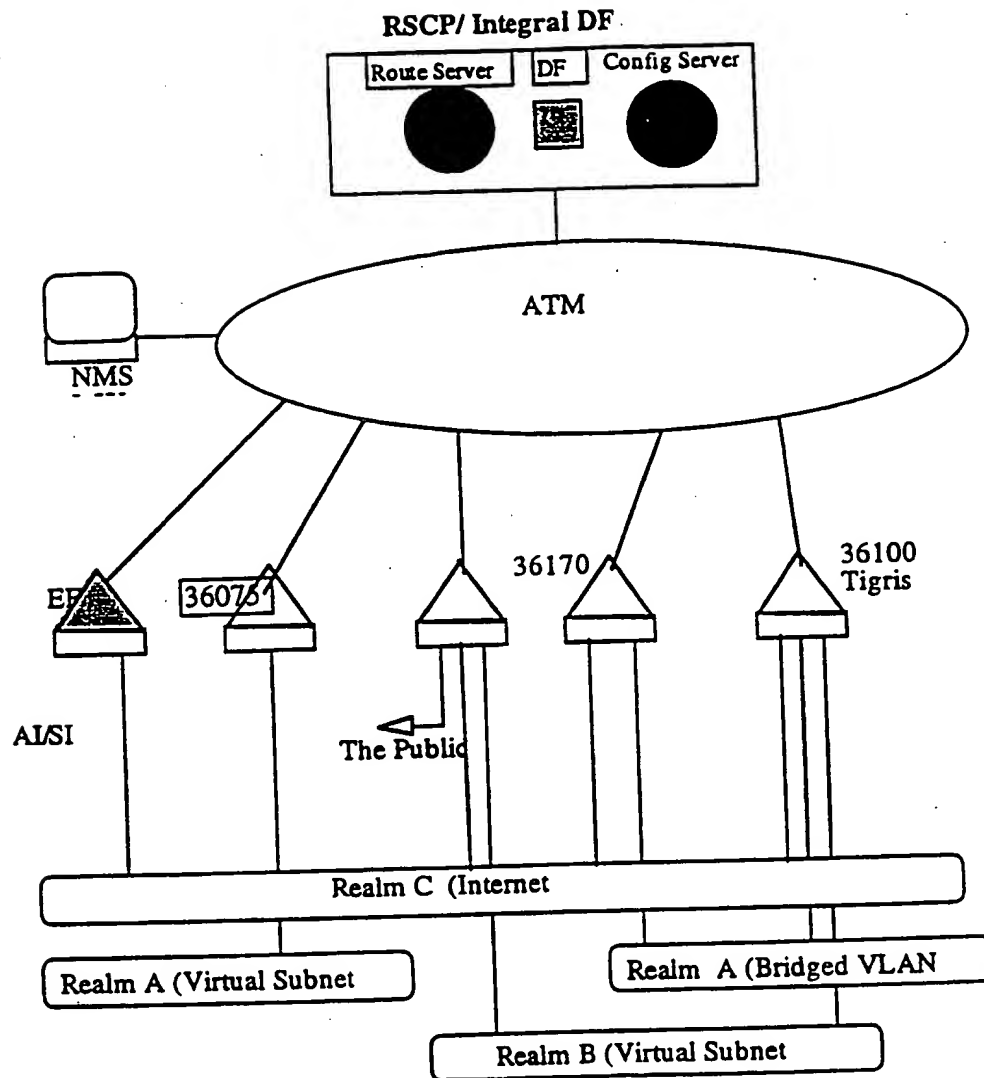 RSCP/ Integral DF
Route Server
DF
Config Server
ATM
NMS
36075
36170
36100
Tigris
AI/SI
The Public
Realm C (Internet
Realm A (Virtual Subnet
Realm A (Bridged VLAN
Realm B (Virtual Subnet